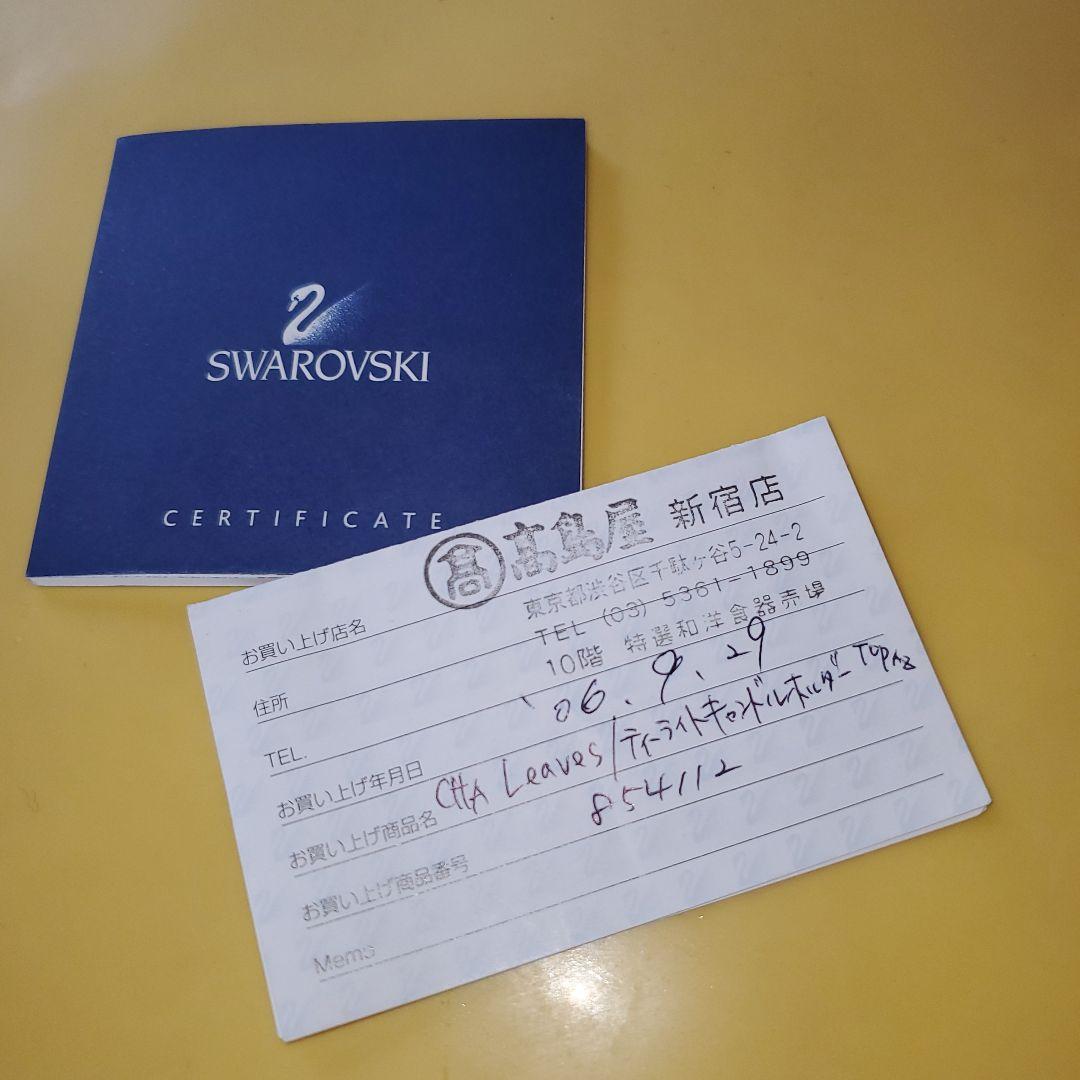 SWAROVSKI
CERTIFICATE
髙 髙島屋 新宿店
お買い上げ店名
東京都渋谷区千駄ヶ谷5-24-2
住所
TEL (03) 5361-1899
10階 特選和洋食器売場
TEL.
'06. 9. 29
お買い上げ年月日
CHA Leaves/ティーライトキャンドルホルダー TOPAZ
お買い上げ商品名
854112
お買い上げ商品番号
Memo